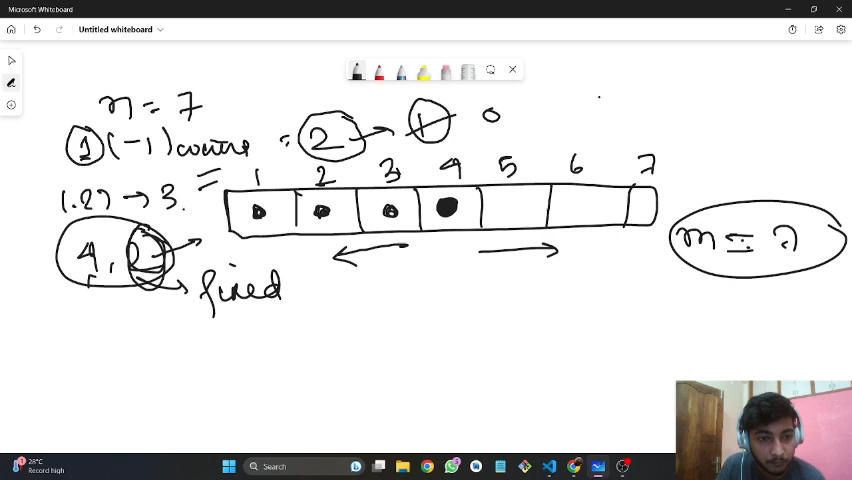 Microsoft Whiteboard
Untitled whiteboard
n = 7
1 (-1) counts = 2 → 1 0
1 2 3 4 5 6 7
(1,2) → 3.
4, 2 → fixed
m = ?
28°C
Record high
Search